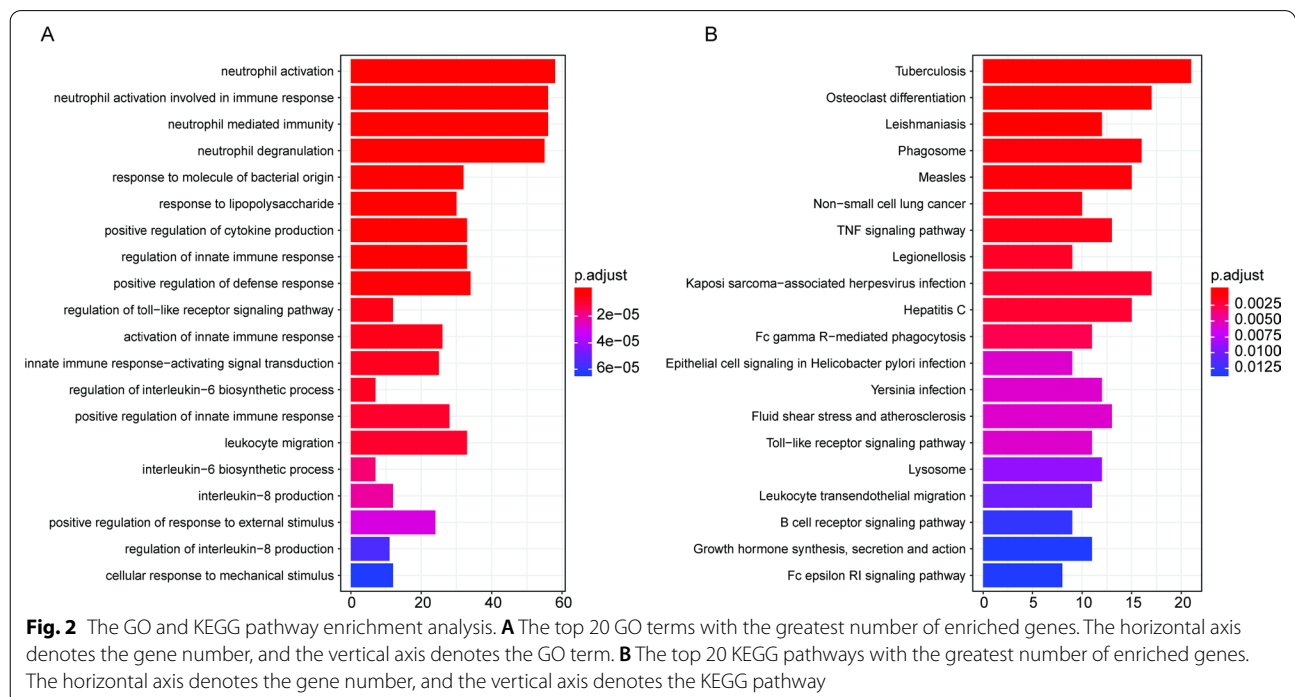 A
neutrophil activation
neutrophil activation involved in immune response
neutrophil mediated immunity
neutrophil degranulation
response to molecule of bacterial origin
response to lipopolysaccharide
positive regulation of cytokine production
regulation of innate immune response
positive regulation of defense response
regulation of toll−like receptor signaling pathway
activation of innate immune response
innate immune response−activating signal transduction
regulation of interleukin−6 biosynthetic process
positive regulation of innate immune response
leukocyte migration
interleukin−6 biosynthetic process
interleukin−8 production
positive regulation of response to external stimulus
regulation of interleukin−8 production
cellular response to mechanical stimulus
0 20 40 60
p.adjust
2e−05
4e−05
6e−05
B
Tuberculosis
Osteoclast differentiation
Leishmaniasis
Phagosome
Measles
Non−small cell lung cancer
TNF signaling pathway
Legionellosis
Kaposi sarcoma−associated herpesvirus infection
Hepatitis C
Fc gamma R−mediated phagocytosis
Epithelial cell signaling in Helicobacter pylori infection
Yersinia infection
Fluid shear stress and atherosclerosis
Toll−like receptor signaling pathway
Lysosome
Leukocyte transendothelial migration
B cell receptor signaling pathway
Growth hormone synthesis, secretion and action
Fc epsilon RI signaling pathway
0 5 10 15 20
p.adjust
0.0025
0.0050
0.0075
0.0100
0.0125
Fig. 2 The GO and KEGG pathway enrichment analysis. A The top 20 GO terms with the greatest number of enriched genes. The horizontal axis
denotes the gene number, and the vertical axis denotes the GO term. B The top 20 KEGG pathways with the greatest number of enriched genes.
The horizontal axis denotes the gene number, and the vertical axis denotes the KEGG pathway